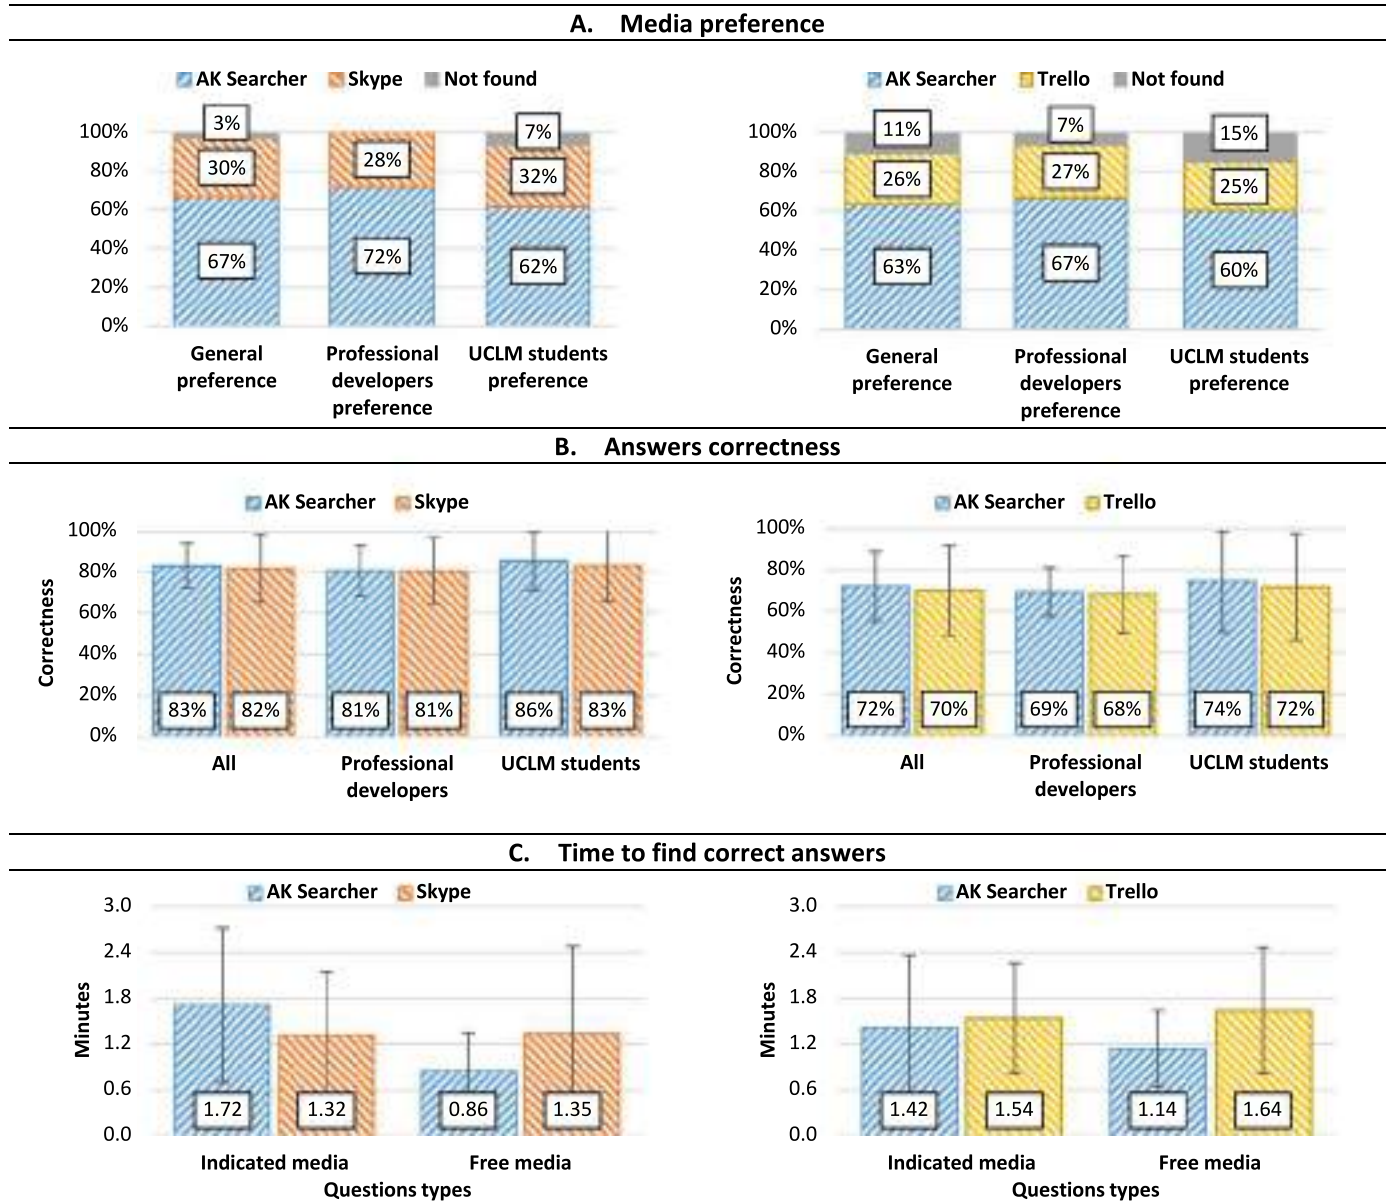 A. Media preference
AK Searcher Skype Not found
100%
80%
60%
40%
20%
0%
3%
30%
67%
28%
72%
7%
32%
62%
General preference
Professional developers preference
UCLM students preference
AK Searcher Trello Not found
100%
80%
60%
40%
20%
0%
11%
26%
63%
7%
27%
67%
15%
25%
60%
General preference
Professional developers preference
UCLM students preference
B. Answers correctness
AK Searcher Skype
Correctness
100%
80%
60%
40%
20%
0%
83% 82% 81% 81% 86% 83%
All
Professional developers
UCLM students
AK Searcher Trello
Correctness
100%
80%
60%
40%
20%
0%
72% 70% 69% 68% 74% 72%
All
Professional developers
UCLM students
C. Time to find correct answers
AK Searcher Skype
Minutes
3.0
2.4
1.8
1.2
0.6
0.0
1.72 1.32 0.86 1.35
Indicated media Free media
Questions types
AK Searcher Trello
Minutes
3.0
2.4
1.8
1.2
0.6
0.0
1.42 1.54 1.14 1.64
Indicated media Free media
Questions types